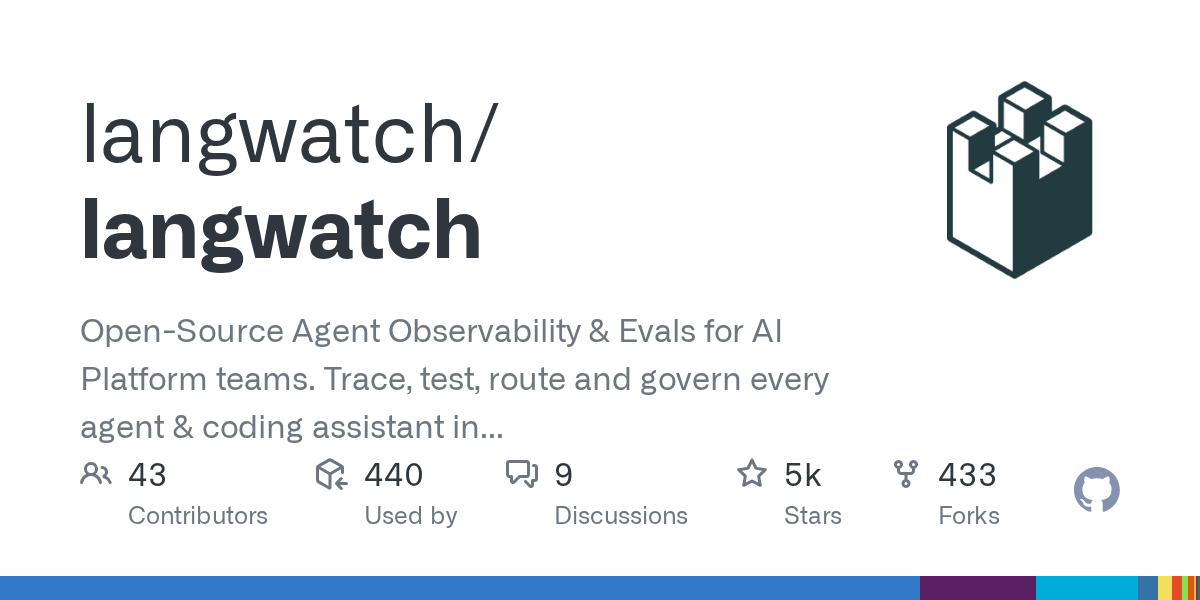 langwatch/
langwatch
Open-Source Agent Observability & Evals for AI
Platform teams. Trace, test, route and govern every
agent & coding assistant in...
43
Contributors
440
Used by
9
Discussions
5k
Stars
433
Forks